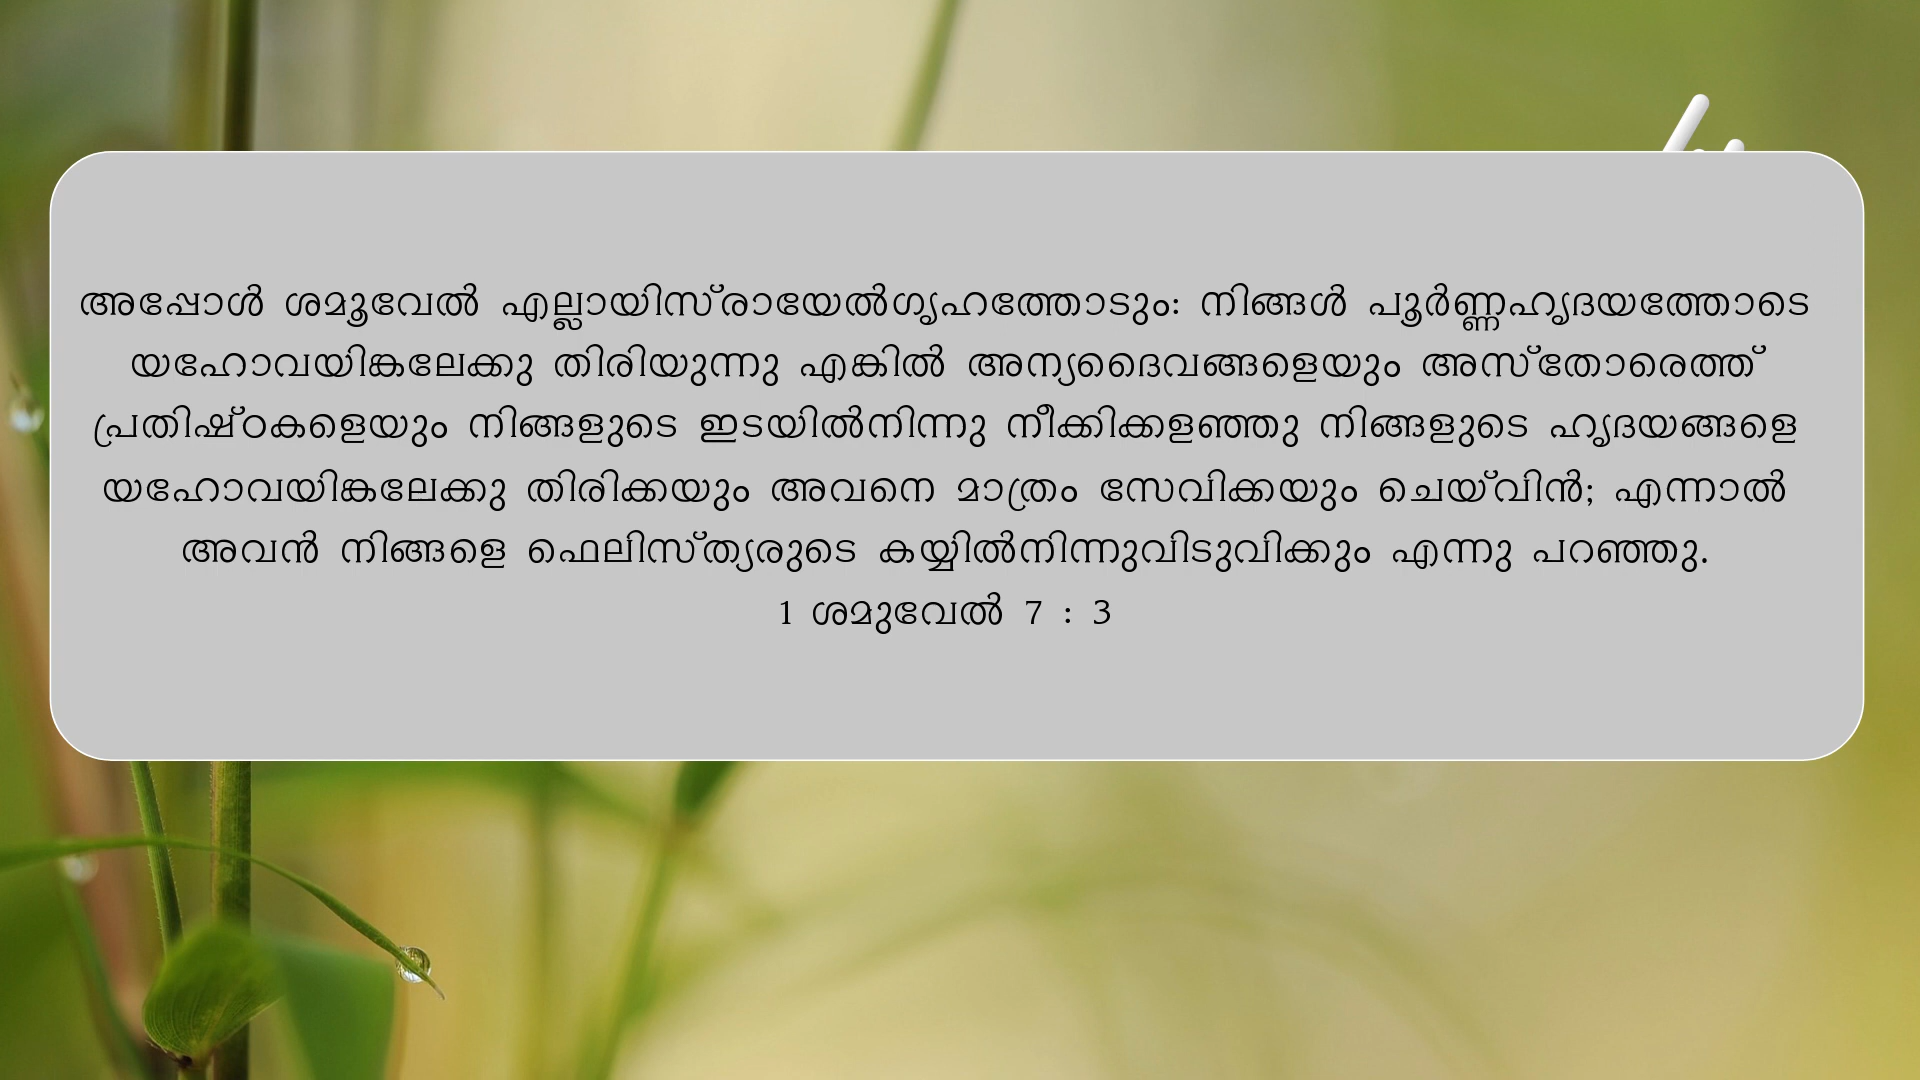 അപ്പോൾ ശമൂവേൽ എല്ലായിസ്രായേൽഗൃഹത്തോടും: നിങ്ങൾ പൂർണ്ണഹൃദയത്തോടെ
യഹോവയിങ്കലേക്കു തിരിയുന്നു എങ്കിൽ അന്യദൈവങ്ങളെയും അസ്തോരെത്ത്
പ്രതിഷ്ഠകളെയും നിങ്ങളുടെ ഇടയിൽനിന്നു നീക്കിക്കളഞ്ഞു നിങ്ങളുടെ ഹൃദയങ്ങളെ
യഹോവയിങ്കലേക്കു തിരിക്കയും അവനെ മാത്രം സേവിക്കയും ചെയ്‌വിൻ; എന്നാൽ
അവൻ നിങ്ങളെ ഫെലിസ്ത്യരുടെ കയ്യിൽനിന്നുവിടുവിക്കും എന്നു പറഞ്ഞു.
1 ശമുവേൽ 7 : 3